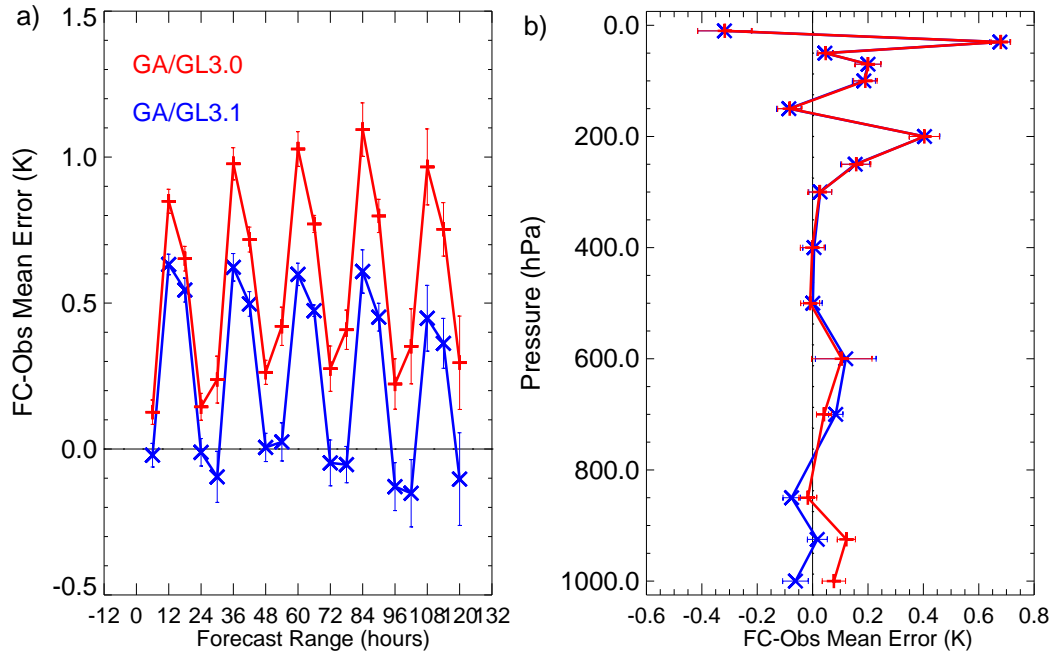 a)
1.5
1.0
0.5
0.0
-0.5
FC-Obs Mean Error (K)
GA/GL3.0
GA/GL3.1
-12 0 12 24 36 48 60 72 84 96 108 120 132
Forecast Range (hours)
b)
0.0
200.0
400.0
600.0
800.0
1000.0
Pressure (hPa)
-0.6 -0.4 -0.2 0.0 0.2 0.4 0.6 0.8
FC-Obs Mean Error (K)